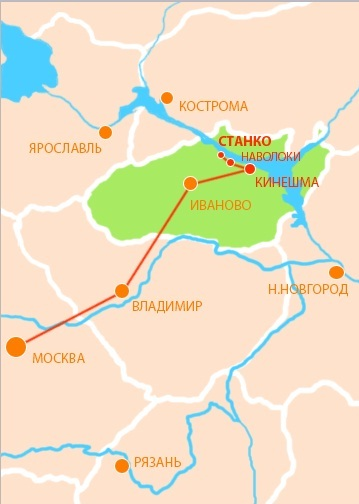 КОСТРОМА
ЯРОСЛАВЛЬ
СТАНКО
НАВОЛОКИ
КИНЕШМА
ИВАНОВО
Н.НОВГОРОД
ВЛАДИМИР
МОСКВА
РЯЗАНЬ